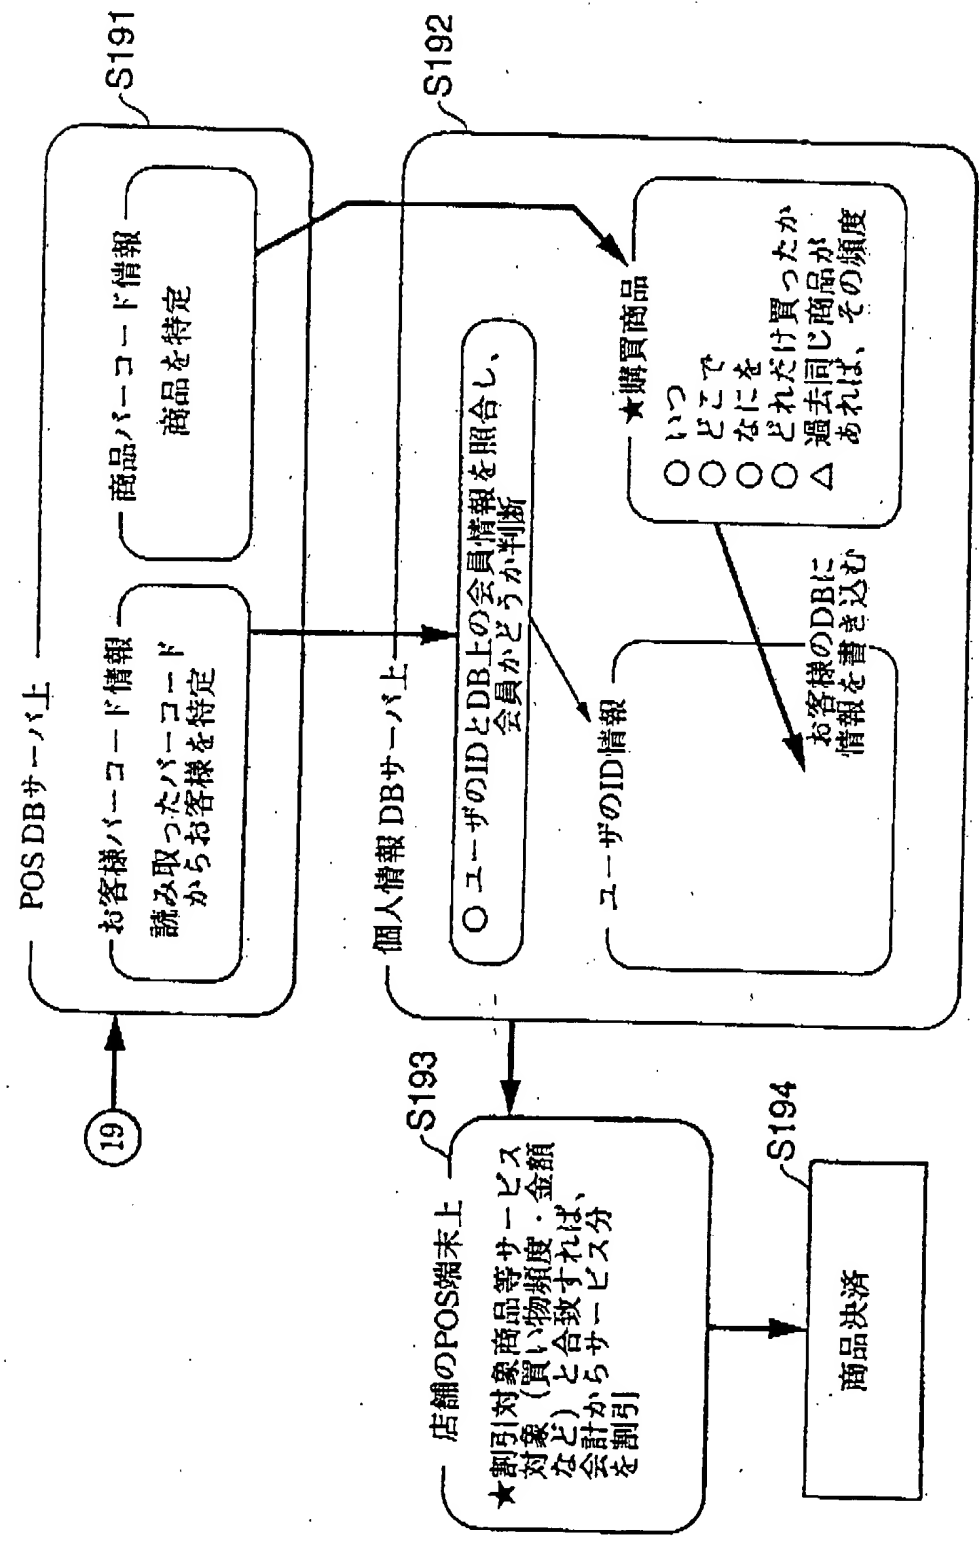 ⑲
POS DBサーバ上
S191
お客様バーコード情報
読み取ったバーコード
からお客様を特定
商品バーコード情報
商品を特定
個人情報 DBサーバ上
S192
○ ユーザのIDとDB上の会員情報を照合し、
会員かどうか判断
ユーザのID情報
★購買商品
○ いつ
○ どこで
○ なにを
○ どれだけ買ったか
△ 過去同じ商品が
あれば、その頻度
お客様のDBに
情報を書き込む
店舗のPOS端末上
S193
★割引対象商品等サービス
対象（買い物頻度・金額
など）と合致すれば、
会計からサービス分
を割引
S194
商品決済